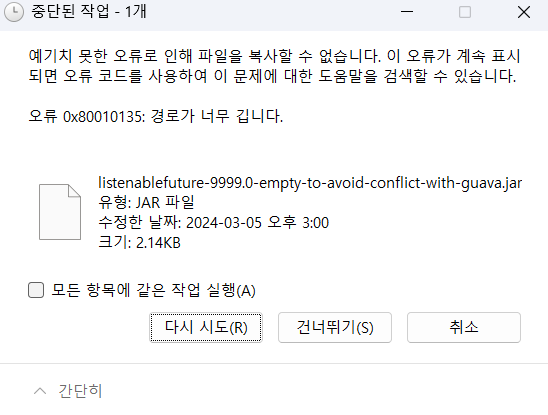 중단된 작업 - 1개
예기치 못한 오류로 인해 파일을 복사할 수 없습니다. 이 오류가 계속 표시
되면 오류 코드를 사용하여 이 문제에 대한 도움말을 검색할 수 있습니다.
오류 0x80010135: 경로가 너무 깁니다.
listenablefuture-9999.0-empty-to-avoid-conflict-with-guava.jar
유형: JAR 파일
수정한 날짜: 2024-03-05 오후 3:00
크기: 2.14KB
모든 항목에 같은 작업 실행(A)
다시 시도(R) 건너뛰기(S) 취소
간단히